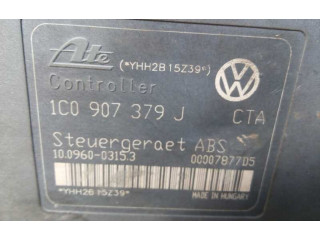 Ate (*YHH2B15Z39*)
Controller
1C0 907 379 J CTA
Steuergeraet ABS
10.0960-0315.3 0000787705
*YHH2B15Z39*
MADE IN HUNGARY